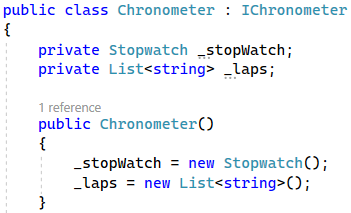 public class Chronometer : IChronometer
{
    private Stopwatch _stopWatch;
    private List<string> _laps;
    1 reference
    public Chronometer()
    {
        _stopWatch = new Stopwatch();
        _laps = new List<string>();
    }